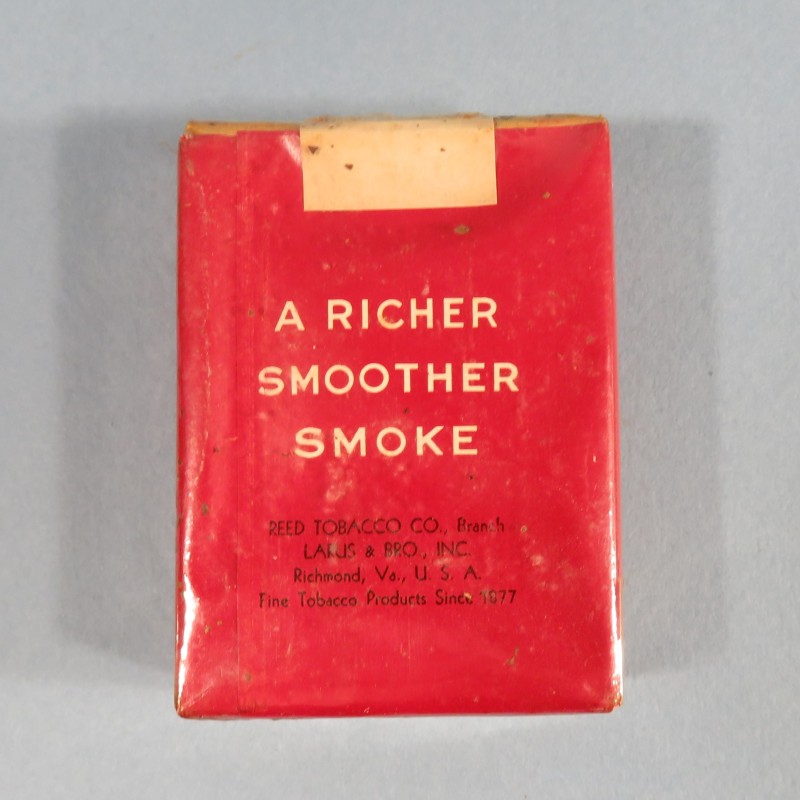 A RICHER
SMOOTHER
SMOKE
REED TOBACCO CO., Branch
LARUS & BRO., INC.
Richmond, Va., U. S. A.
Fine Tobacco Products Since 1877